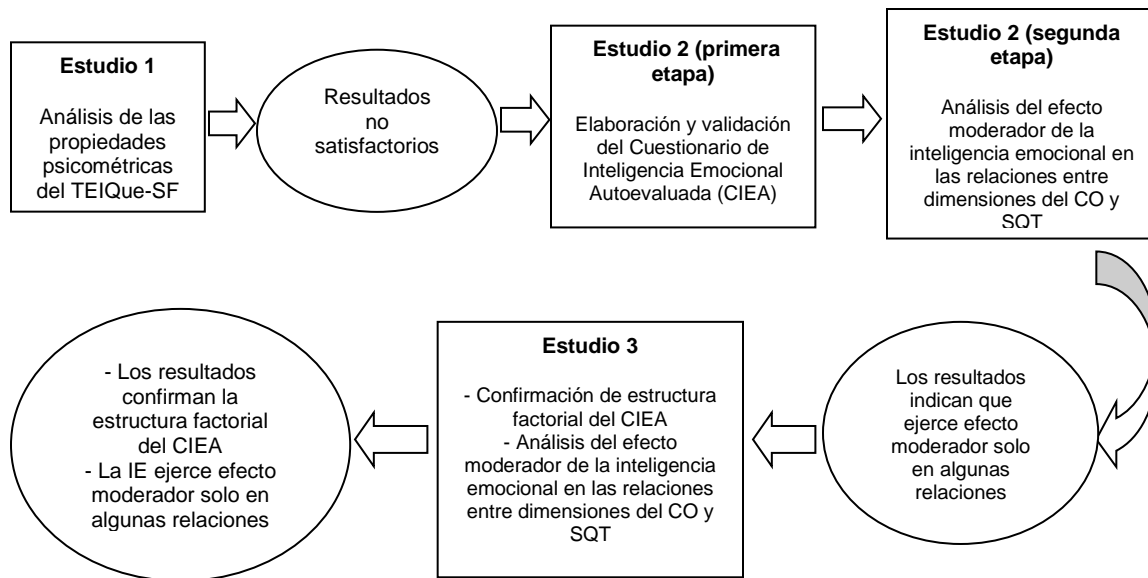 Estudio 1
Análisis de las
propiedades
psicométricas
del TEIQue-SF
Resultados
no
satisfactorios
Estudio 2 (primera
etapa)
Elaboración y validación
del Cuestionario de
Inteligencia Emocional
Autoevaluada (CIEA)
Estudio 2 (segunda
etapa)
Análisis del efecto
moderador de la
inteligencia emocional en
las relaciones entre
dimensiones del CO y
SQT
Los resultados
indican que
ejerce efecto
moderador solo
en algunas
relaciones
Estudio 3
- Confirmación de estructura
factorial del CIEA
- Análisis del efecto
moderador de la inteligencia
emocional en las relaciones
entre dimensiones del CO y
SQT
- Los resultados
confirman la
estructura factorial
del CIEA
- La IE ejerce efecto
moderador solo en
algunas relaciones